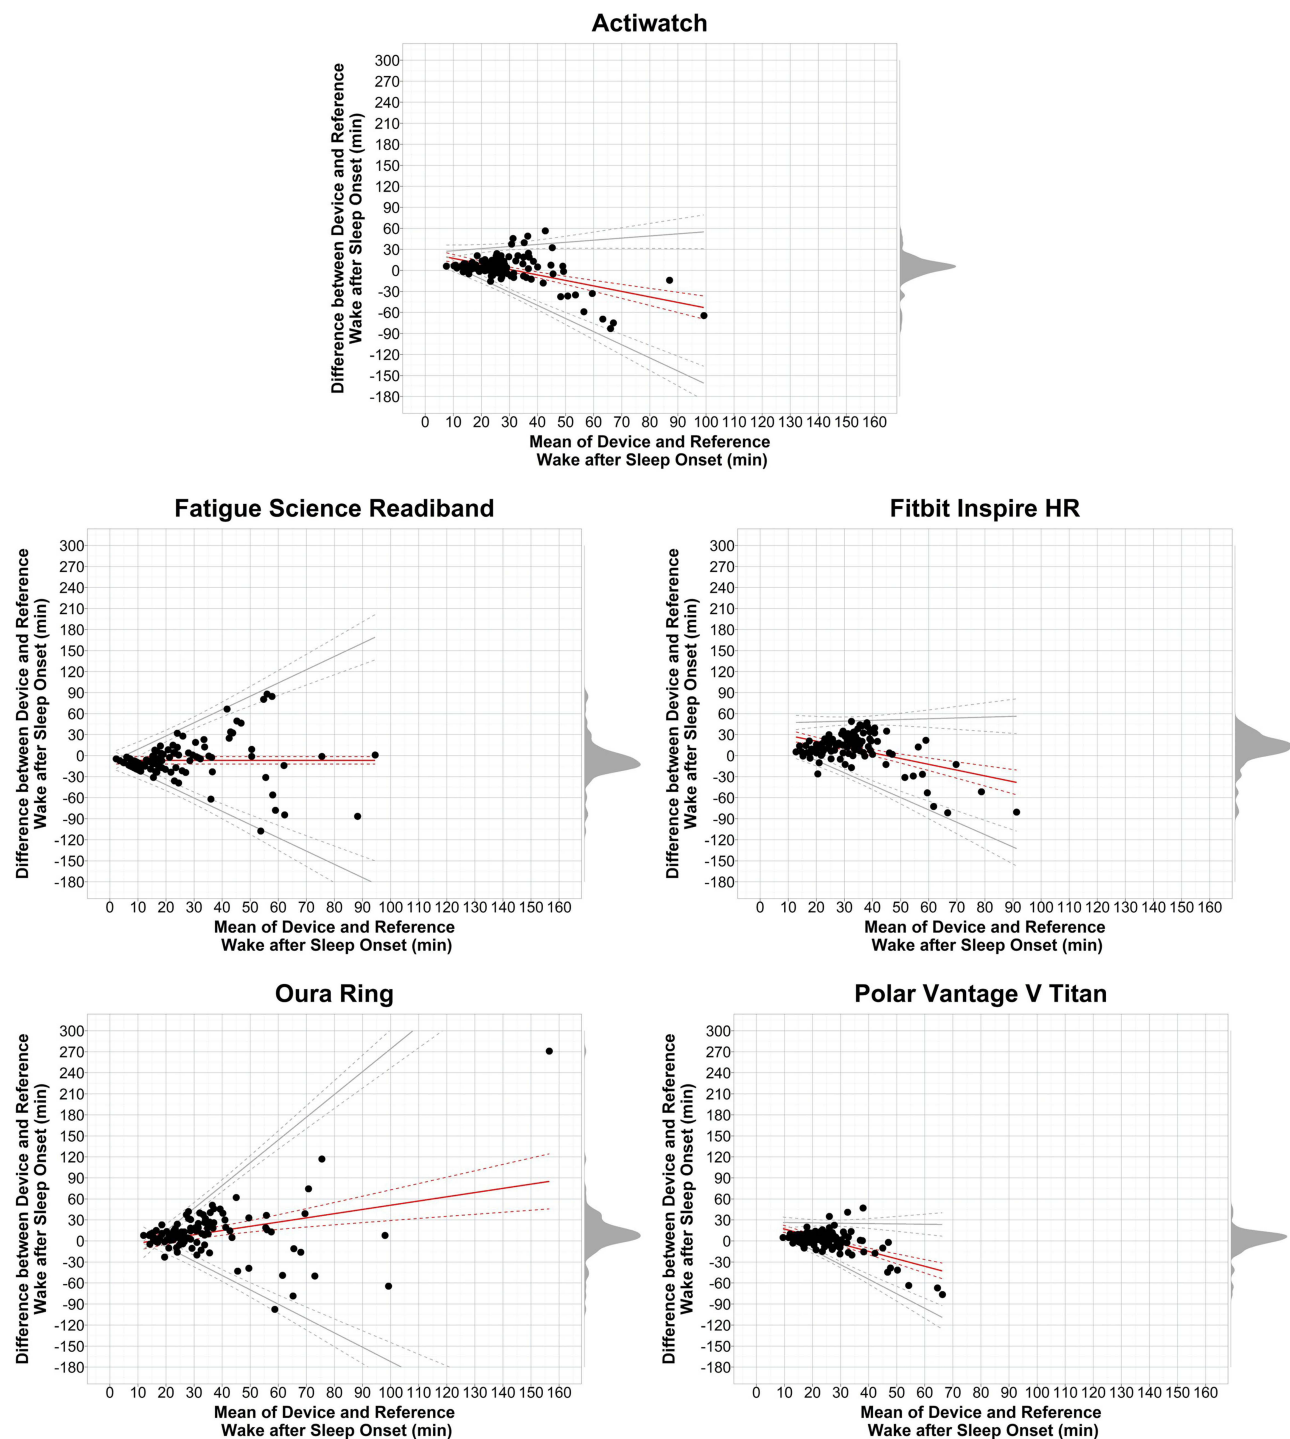 Actiwatch
Difference between Device and Reference
Wake after Sleep Onset (min)
300
270
240
210
180
150
120
90
60
30
0
-30
-60
-90
-120
-150
-180
0 10 20 30 40 50 60 70 80 90 100 110 120 130 140 150 160
Mean of Device and Reference
Wake after Sleep Onset (min)
Fatigue Science Readiband
Difference between Device and Reference
Wake after Sleep Onset (min)
300
270
240
210
180
150
120
90
60
30
0
-30
-60
-90
-120
-150
-180
0 10 20 30 40 50 60 70 80 90 100 110 120 130 140 150 160
Mean of Device and Reference
Wake after Sleep Onset (min)
Fitbit Inspire HR
Difference between Device and Reference
Wake after Sleep Onset (min)
300
270
240
210
180
150
120
90
60
30
0
-30
-60
-90
-120
-150
-180
0 10 20 30 40 50 60 70 80 90 100 110 120 130 140 150 160
Mean of Device and Reference
Wake after Sleep Onset (min)
Oura Ring
Difference between Device and Reference
Wake after Sleep Onset (min)
300
270
240
210
180
150
120
90
60
30
0
-30
-60
-90
-120
-150
-180
0 10 20 30 40 50 60 70 80 90 100 110 120 130 140 150 160
Mean of Device and Reference
Wake after Sleep Onset (min)
Polar Vantage V Titan
Difference between Device and Reference
Wake after Sleep Onset (min)
300
270
240
210
180
150
120
90
60
30
0
-30
-60
-90
-120
-150
-180
0 10 20 30 40 50 60 70 80 90 100 110 120 130 140 150 160
Mean of Device and Reference
Wake after Sleep Onset (min)